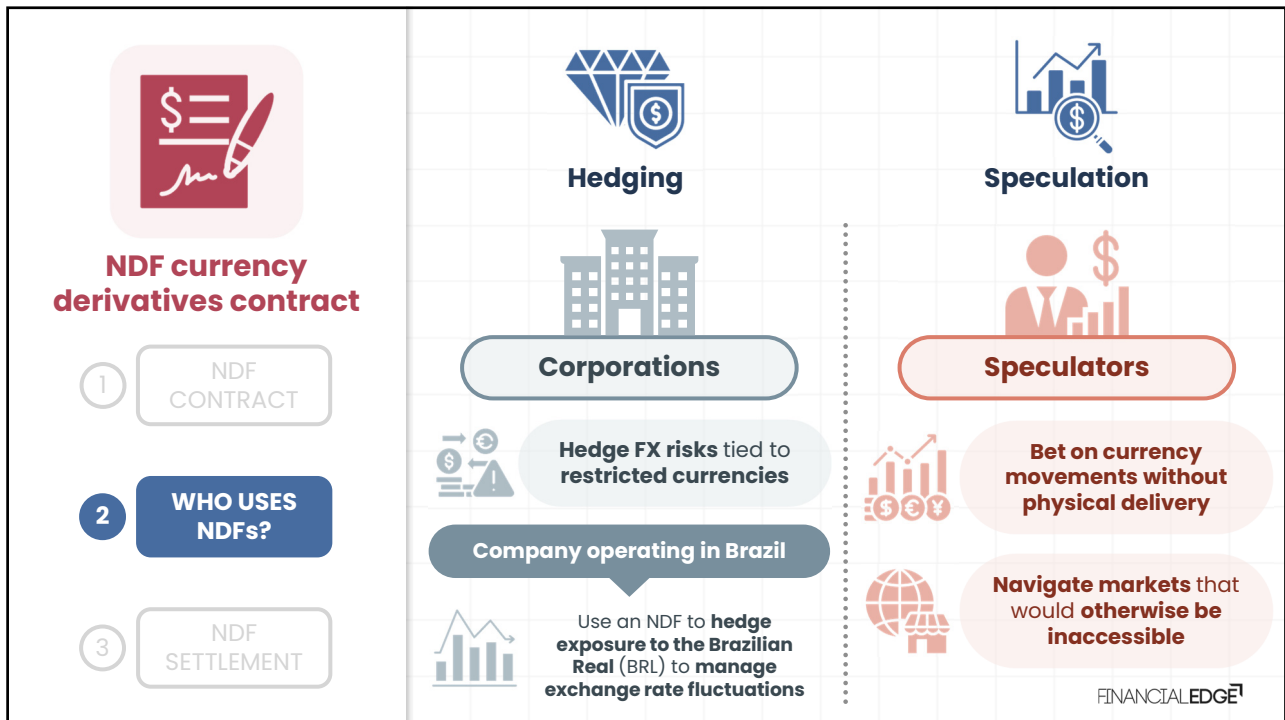 $
NDF currency
derivatives contract
1
NDF
CONTRACT
2
WHO USES
NDFs?
3
NDF
SETTLEMENT
$
Hedging
Corporations
$
€
Hedge FX risks tied to
restricted currencies
Company operating in Brazil
Use an NDF to hedge
exposure to the Brazilian
Real (BRL) to manage
exchange rate fluctuations
$
Speculation
$
Speculators
$ € ¥
Bet on currency
movements without
physical delivery
Navigate markets that
would otherwise be
inaccessible
FINANCIALEDGE